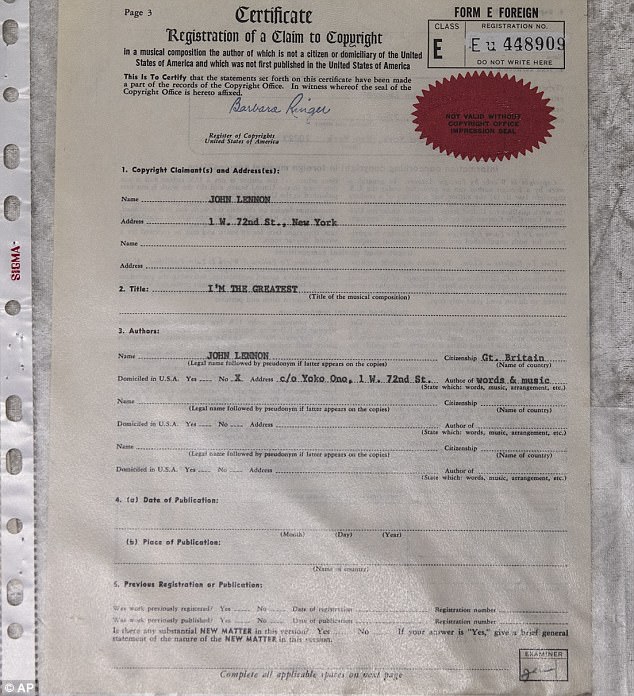 Page 3
Certificate
Registration of a Claim to Copyright
in a musical composition the author of which is not a citizen or domiciliary of the United
States of America and which was not first published in the United States of America
FORM E FOREIGN
CLASS
E
REGISTRATION NO.
Eu 448909
DO NOT WRITE HERE
This Is To Certify that the statements set forth on this certificate have been made
a part of the records of the Copyright Office. In witness whereof the seal of the
Copyright Office is hereto affixed.
Barbara Ringer
Register of Copyrights
United States of America
NOT VALID WITHOUT
COPYRIGHT OFFICE
IMPRESSION SEAL
1. Copyright Claimant(s) and Address(es):
Name JOHN LENNON
Address 1 W. 72nd St., New York
Name
Address
2. Title: I'M THE GREATEST
(Title of the musical composition)
3. Authors:
Name JOHN LENNON Citizenship Gt. Britain
(Legal name followed by pseudonym if latter appears on the copies) (Name of country)
Domiciled in U.S.A. Yes No X Address c/o Yoko Ono, 1 W. 72nd St. Author of words & music
(State which: words, music, arrangement, etc.)
Name Citizenship
(Legal name followed by pseudonym if latter appears on the copies) (Name of country)
Domiciled in U.S.A. Yes No Address Author of
(State which: words, music, arrangement, etc.)
Name Citizenship
(Legal name followed by pseudonym if latter appears on the copies) (Name of country)
Domiciled in U.S.A. Yes No Address Author of
(State which: words, music, arrangement, etc.)
4. (a) Date of Publication:
(Month) (Day) (Year)
(b) Place of Publication:
(Name of country)
5. Previous Registration or Publication:
Was work previously registered? Yes No Date of registration Registration number
Was work previously published? Yes No Date of publication Registration number
Is there any substantial NEW MATTER in this version? Yes No If your answer is "Yes," give a brief general
statement of the nature of the NEW MATTER in this version.
EXAMINER
Complete all applicable spaces on next page
SIGMA
© AP